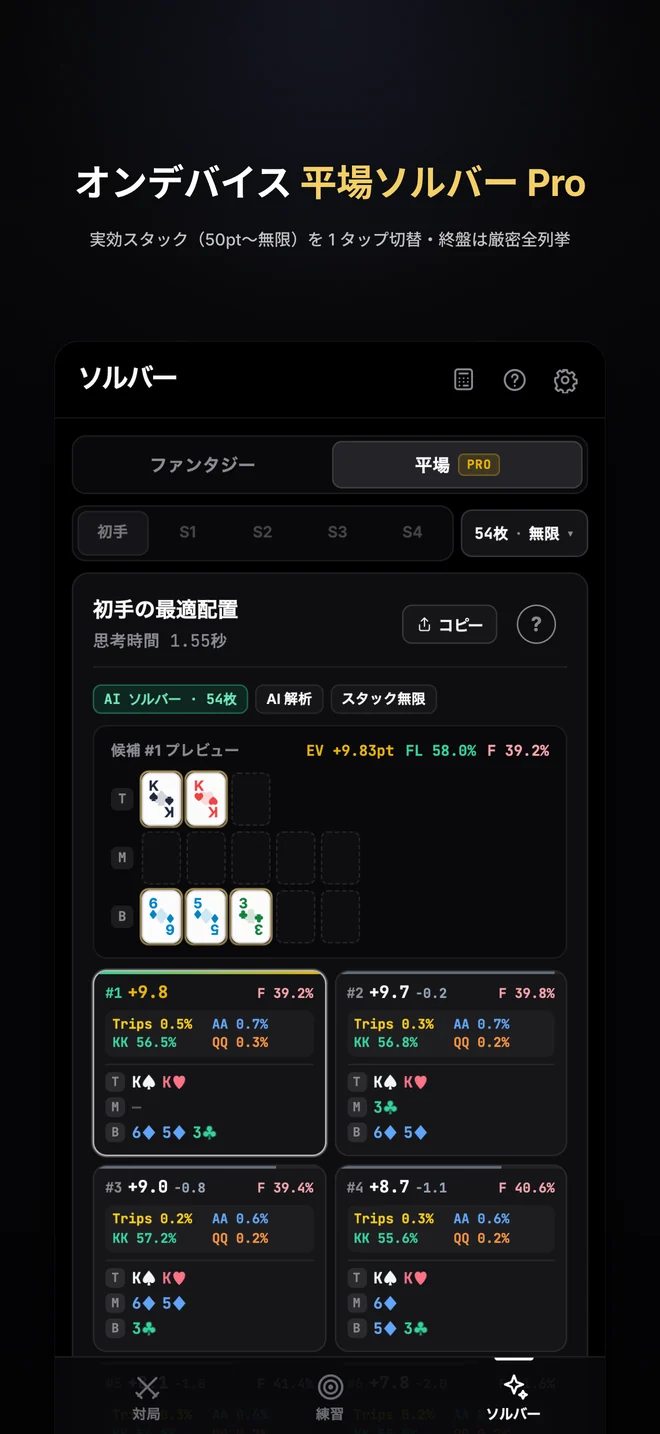 オンデバイス 平場ソルバー Pro
実効スタック（50pt〜無限）を 1 タップ切替・終盤は厳密全列挙
ソルバー
ファンタジー 平場 PRO
初手 S1 S2 S3 S4 54枚 · 無限 ▾
初手の最適配置
思考時間 1.55秒
コピー ?
AI ソルバー · 54枚 AI 解析 スタック無限
候補 #1 プレビュー EV +9.83pt FL 58.0% F 39.2%
T K♠ K♥
M
B 6♦ 5♦ 3♣
#1 +9.8 F 39.2%
Trips 0.5% AA 0.7%
KK 56.5% QQ 0.3%
T K♠ K♥
M —
B 6♦ 5♦ 3♣
#2 +9.7 -0.2 F 39.8%
Trips 0.3% AA 0.7%
KK 56.8% QQ 0.2%
T K♠ K♥
M 3♣
B 6♦ 5♦
#3 +9.0 -0.8 F 39.4%
Trips 0.2% AA 0.6%
KK 57.2% QQ 0.2%
T K♠ K♥
M 6♦ 5♦
B 3♣
#4 +8.7 -1.1 F 40.6%
Trips 0.3% AA 0.6%
KK 55.6% QQ 0.2%
T K♠ K♥
M 6♦
B 5♦ 3♣
対局 練習 ソルバー